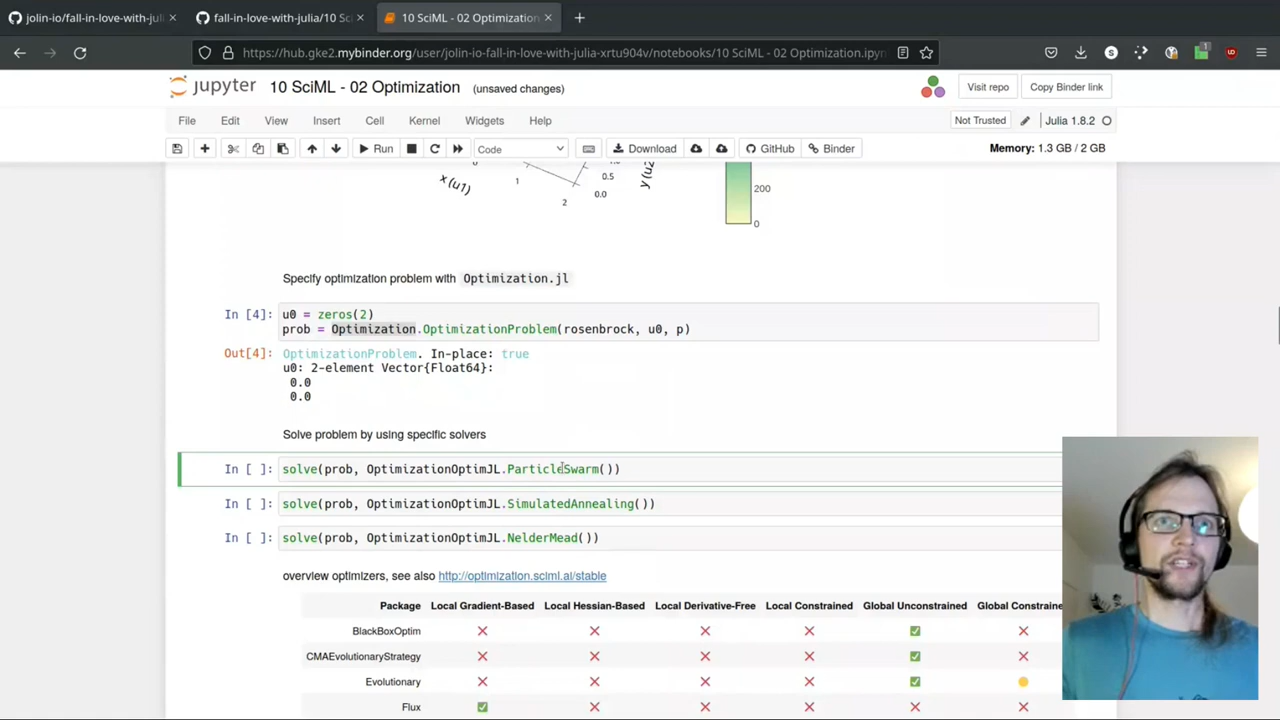 jolin-io/fall-in-love-with-juli
fall-in-love-with-julia/10 Sci
10 SciML - 02 Optimization
https://hub.gke2.mybinder.org/user/jolin-io-fall-in-love-with-julia-xrtu904v/notebooks/10 SciML - 02 Optimization.ipyn
jupyter 10 SciML - 02 Optimization (unsaved changes)
Visit repo Copy Binder link
File Edit View Insert Cell Kernel Widgets Help
Not Trusted Julia 1.8.2
Run Code Download GitHub Binder Memory: 1.3 GB / 2 GB
x(u1) 0 1 2
0.5 0.0
200
0
Specify optimization problem with Optimization.jl
In [4]: u0 = zeros(2)
prob = Optimization.OptimizationProblem(rosenbrock, u0, p)
Out[4]: OptimizationProblem. In-place: true
u0: 2-element Vector{Float64}:
0.0
0.0
Solve problem by using specific solvers
In [ ]: solve(prob, OptimizationOptimJL.ParticleSwarm())
In [ ]: solve(prob, OptimizationOptimJL.SimulatedAnnealing())
In [ ]: solve(prob, OptimizationOptimJL.NelderMead())
overview optimizers, see also http://optimization.sciml.ai/stable
Package Local Gradient-Based Local Hessian-Based Local Derivative-Free Local Constrained Global Unconstrained Global Constraine
BlackBoxOptim
CMAEvolutionaryStrategy
Evolutionary
Flux